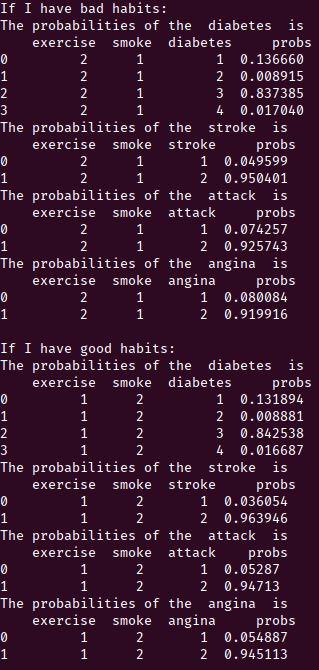 If I have bad habits:
The probabilities of the  diabetes  is
    exercise  smoke  diabetes     probs
0         2      1         1  0.136660
1         2      1         2  0.008915
2         2      1         3  0.837385
3         2      1         4  0.017040
The probabilities of the  stroke  is
    exercise  smoke  stroke     probs
0         2      1       1  0.049599
1         2      1       2  0.950401
The probabilities of the  attack  is
    exercise  smoke  attack     probs
0         2      1       1  0.074257
1         2      1       2  0.925743
The probabilities of the  angina  is
    exercise  smoke  angina     probs
0         2      1       1  0.080084
1         2      1       2  0.919916

If I have good habits:
The probabilities of the  diabetes  is
    exercise  smoke  diabetes     probs
0         1      2         1  0.131894
1         1      2         2  0.008881
2         1      2         3  0.842538
3         1      2         4  0.016687
The probabilities of the  stroke  is
    exercise  smoke  stroke     probs
0         1      2       1  0.036054
1         1      2       2  0.963946
The probabilities of the  attack  is
    exercise  smoke  attack    probs
0         1      2       1  0.05287
1         1      2       2  0.94713
The probabilities of the  angina  is
    exercise  smoke  angina     probs
0         1      2       1  0.054887
1         1      2       2  0.945113